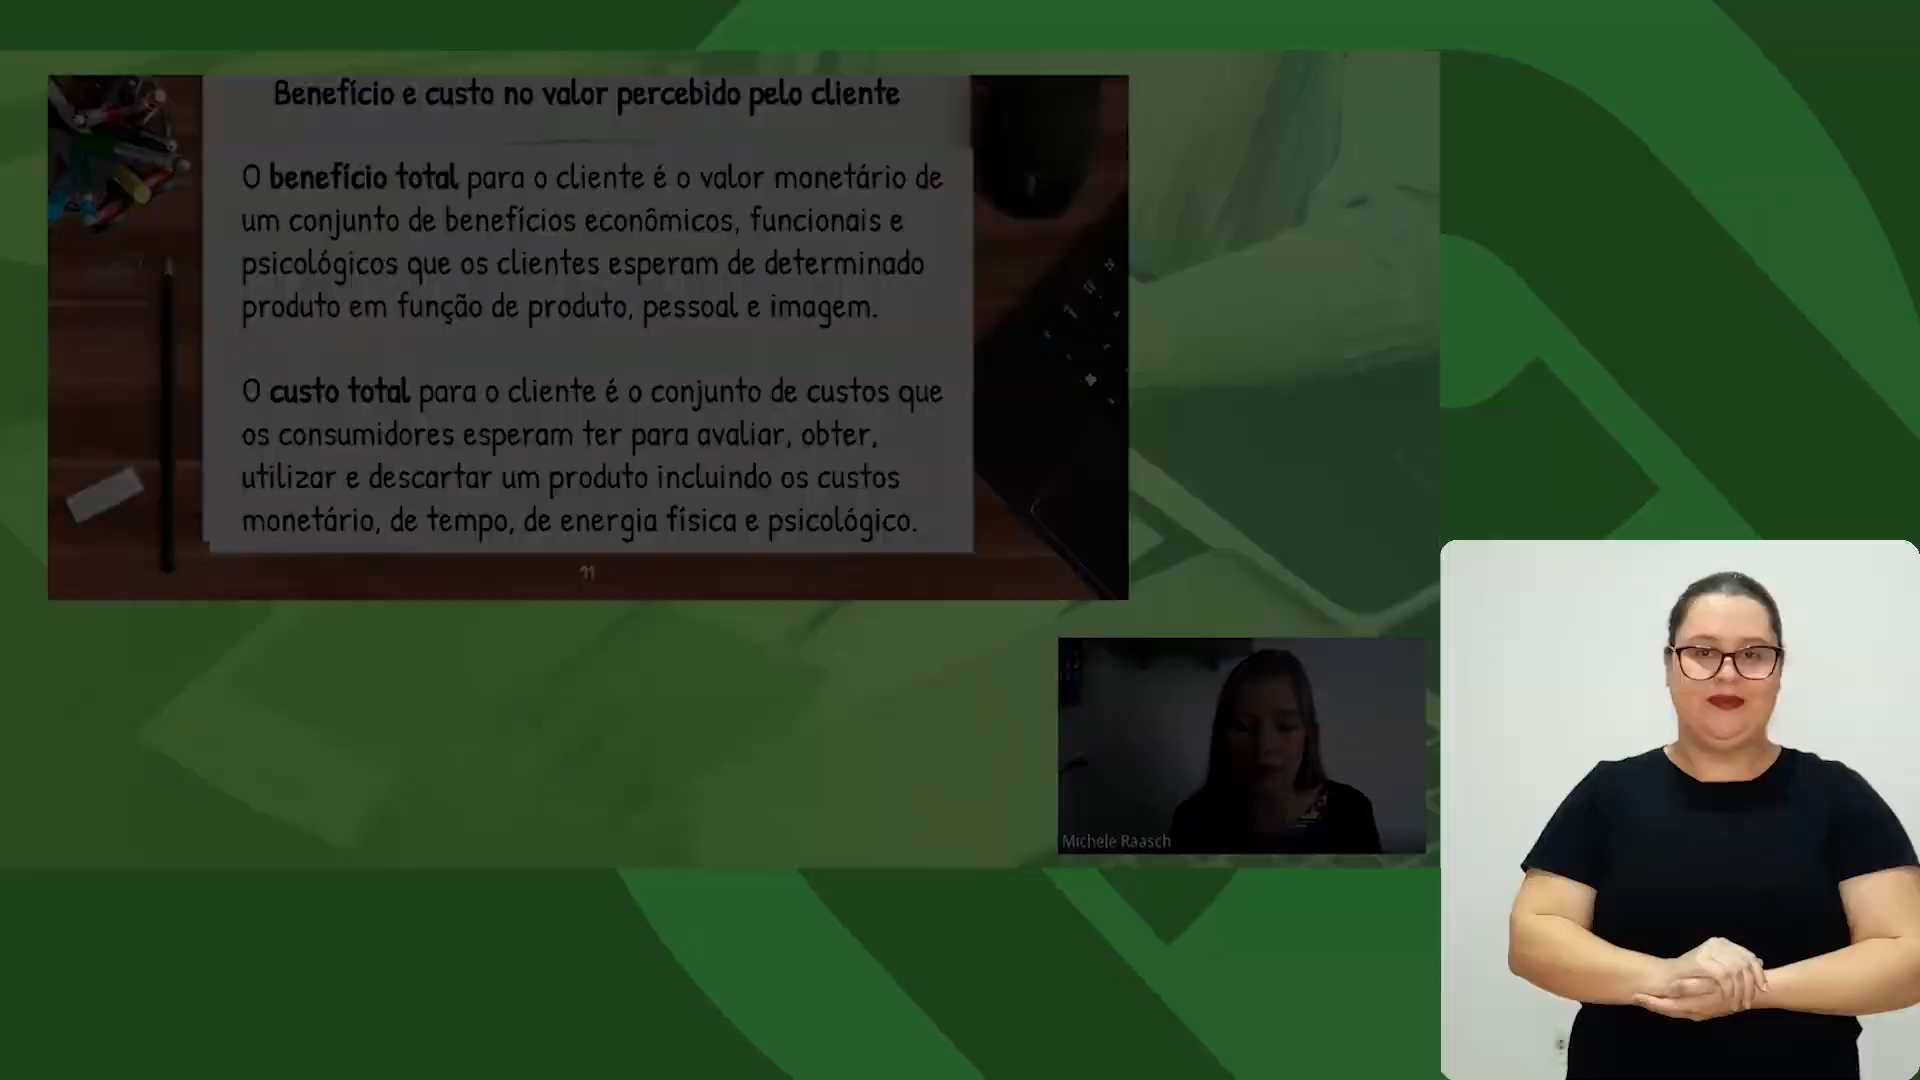 Benefício e custo no valor percebido pelo cliente
O benefício total para o cliente é o valor monetário de
um conjunto de benefícios econômicos, funcionais e
psicológicos que os clientes esperam de determinado
produto em função de produto, pessoal e imagem.
O custo total para o cliente é o conjunto de custos que
os consumidores esperam ter para avaliar, obter,
utilizar e descartar um produto incluindo os custos
monetário, de tempo, de energia física e psicológico.
11
Michele Raasch